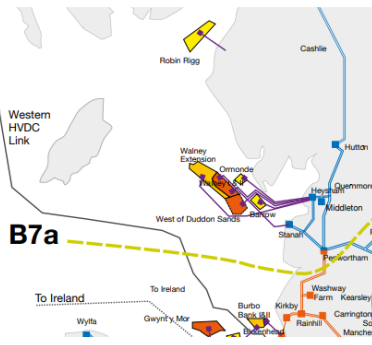 Cashlie
Robin Rigg
Western
HVDC
Link
Hutton
Walney
Extension
Ormonde
Quernmore
Heysham
Middleton
Barrow
West of Duddon Sands
Stanah
B7a
Penwortham
To Ireland
To Ireland
Washway
Farm
Kearsley
Kirkby
Burbo
Bank I&II
Gwynt y Mor
Carrington
Rainhill
Wylfa
Birkenhead